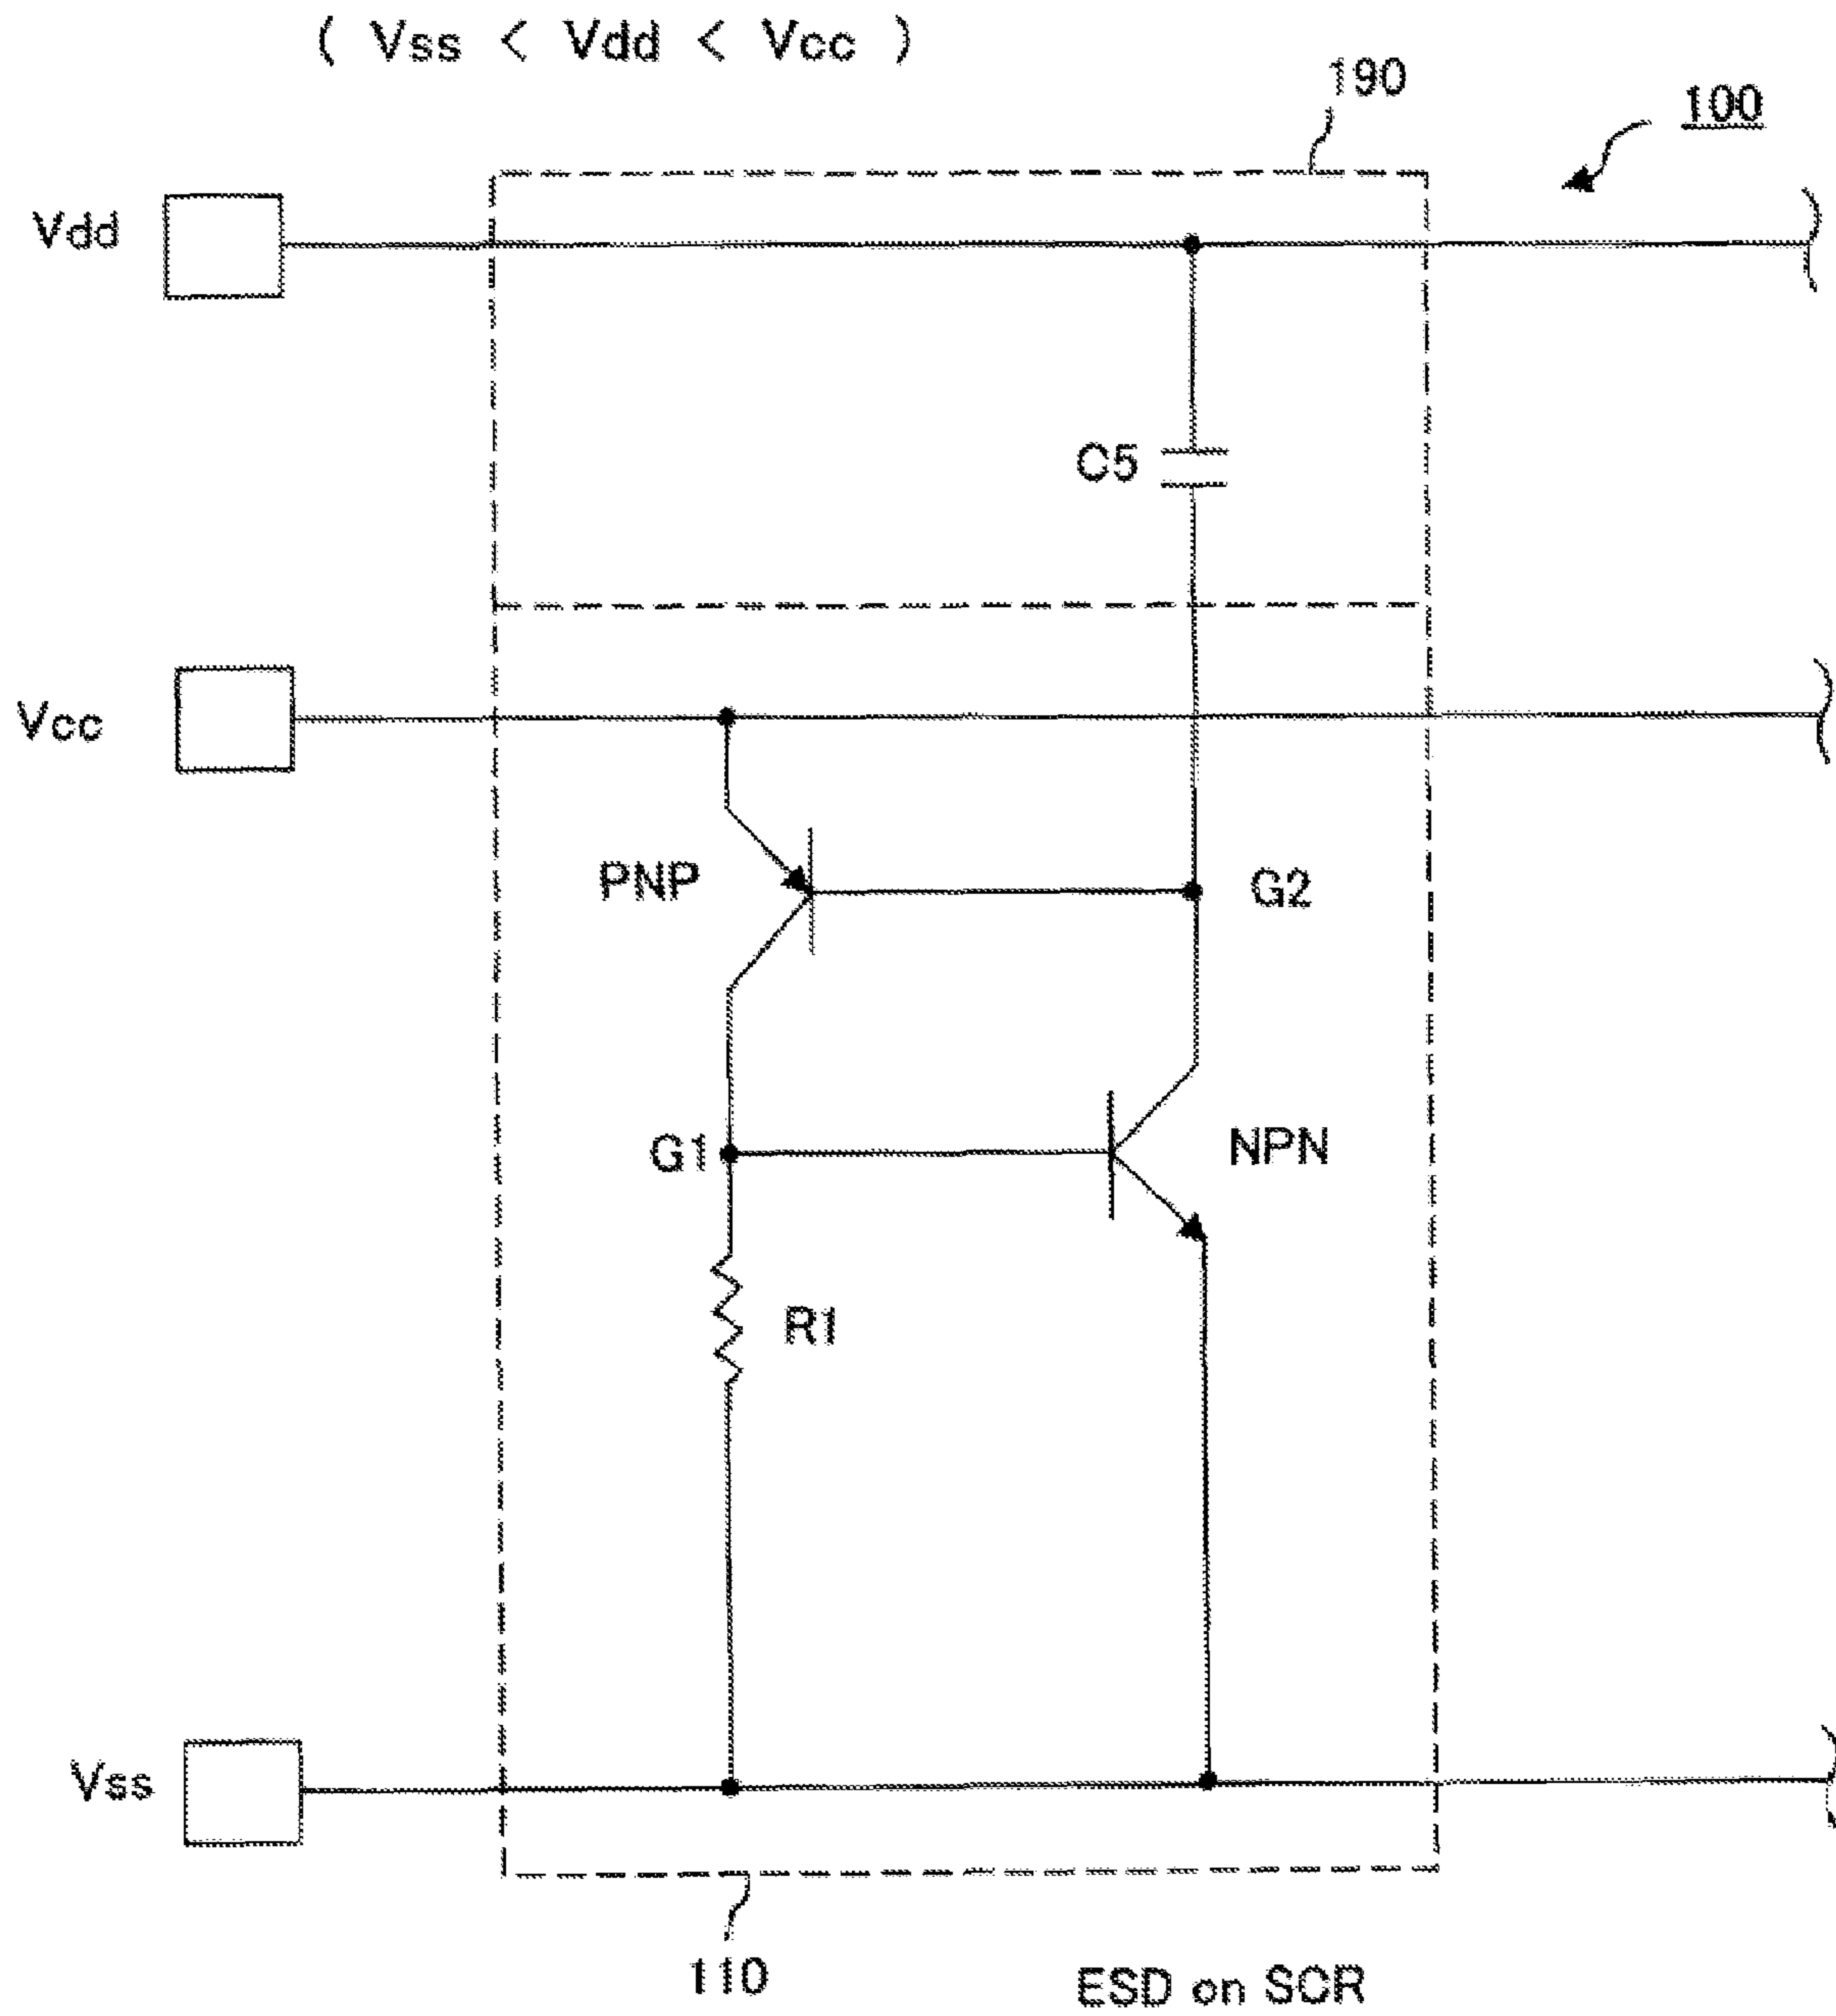 ( Vss < Vdd < Vcc )
190
100
Vdd
C5
Vcc
PNP
G2
G1
NPN
R1
Vss
110
ESD on SCR